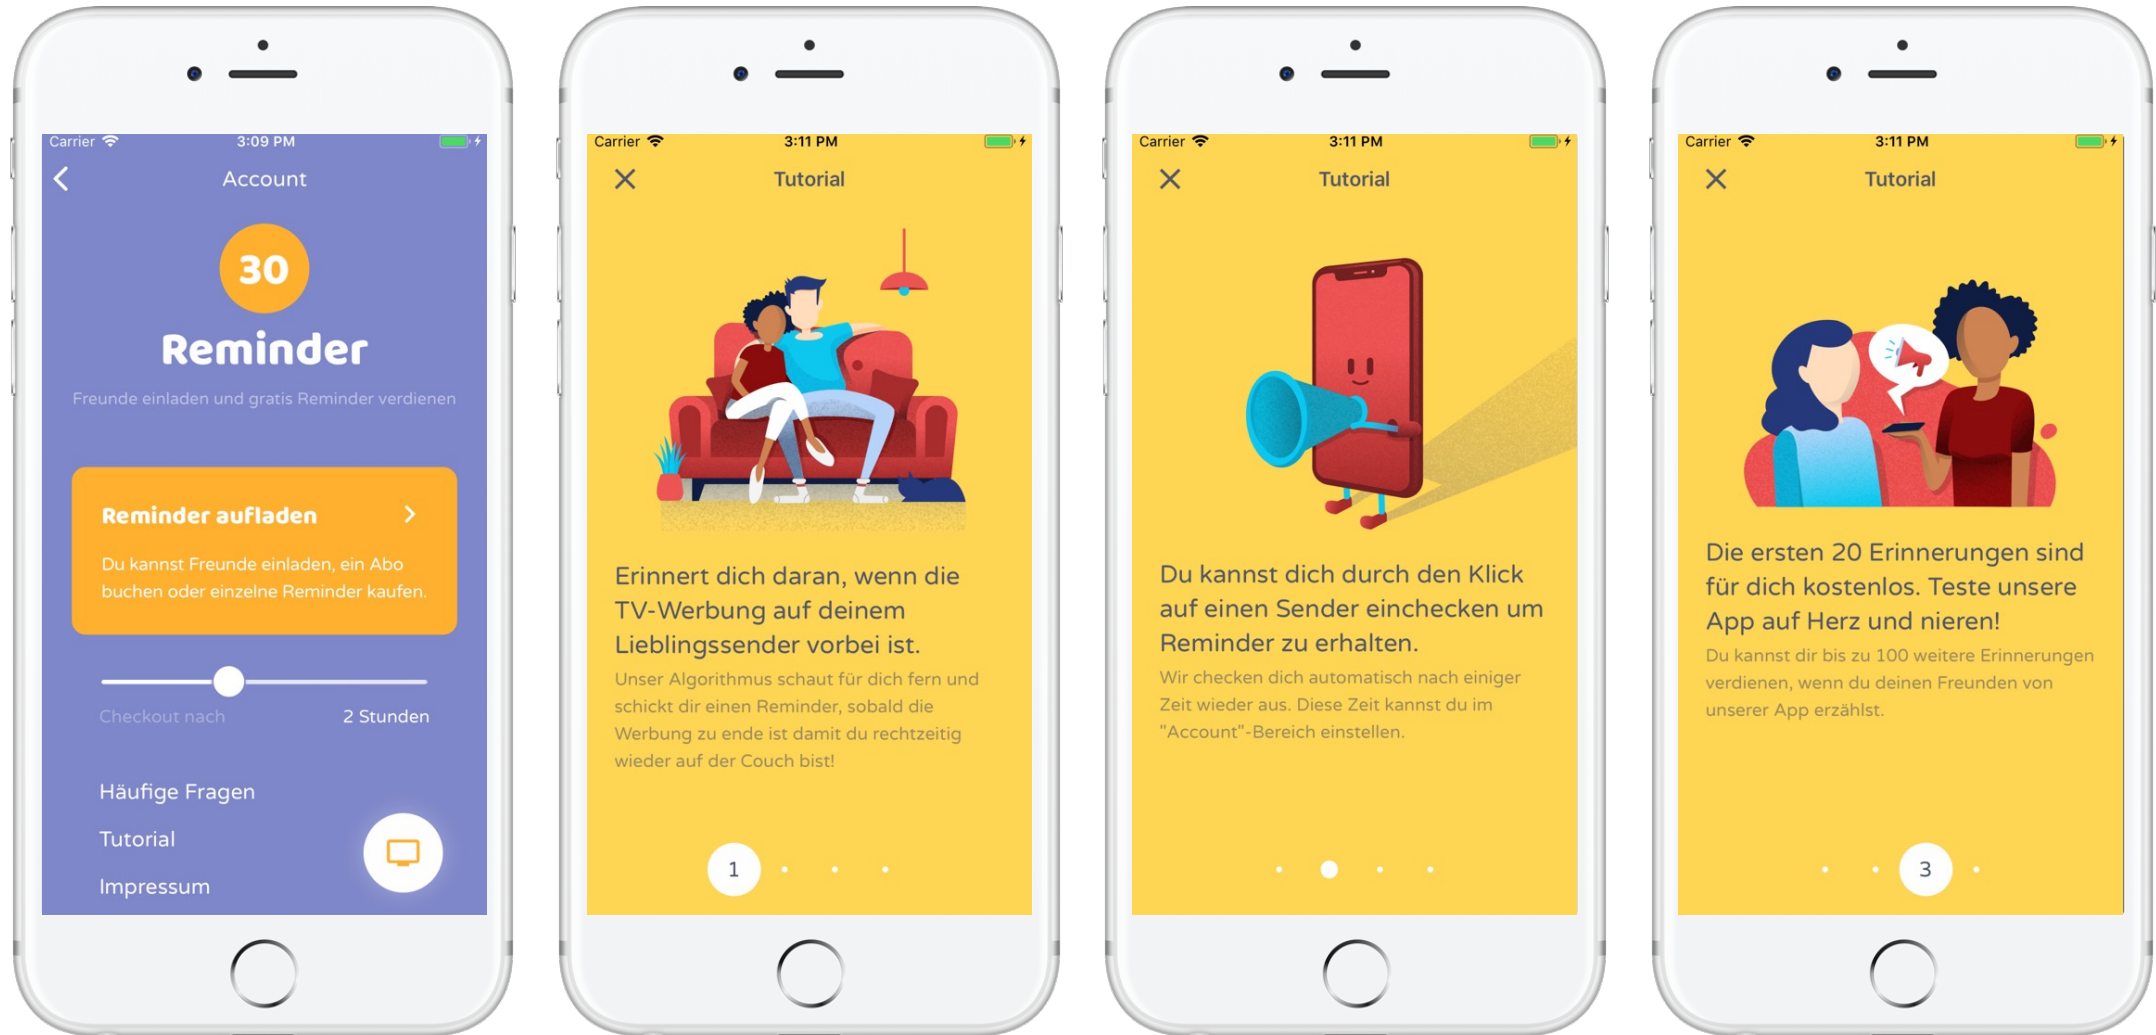 Carrier
3:09 PM
Account
30
Reminder
Freunde einladen und gratis Reminder verdienen
Reminder aufladen
Du kannst Freunde einladen, ein Abo
buchen oder einzelne Reminder kaufen.
Checkout nach
2 Stunden
Häufige Fragen
Tutorial
Impressum
Carrier
3:11 PM
Tutorial
Erinnert dich daran, wenn die
TV-Werbung auf deinem
Lieblingssender vorbei ist.
Unser Algorithmus schaut für dich fern und
schickt dir einen Reminder, sobald die
Werbung zu ende ist damit du rechtzeitig
wieder auf der Couch bist!
1
Carrier
3:11 PM
Tutorial
Du kannst dich durch den Klick
auf einen Sender einchecken um
Reminder zu erhalten.
Wir checken dich automatisch nach einiger
Zeit wieder aus. Diese Zeit kannst du im
"Account"-Bereich einstellen.
Carrier
3:11 PM
Tutorial
Die ersten 20 Erinnerungen sind
für dich kostenlos. Teste unsere
App auf Herz und nieren!
Du kannst dir bis zu 100 weitere Erinnerungen
verdienen, wenn du deinen Freunden von
unserer App erzählst.
3